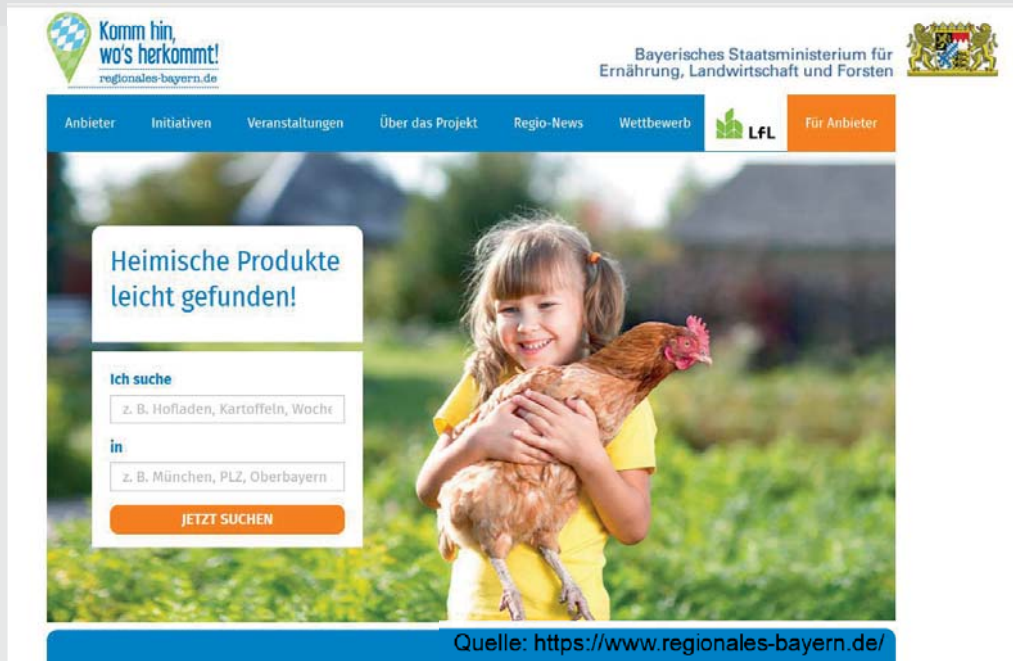 Komm hin,
wo's herkommt!
regionales-bayern.de
Bayerisches Staatsministerium für
Ernährung, Landwirtschaft und Forsten
Anbieter Initiativen Veranstaltungen Über das Projekt Regio-News Wettbewerb LfL Für Anbieter
Heimische Produkte
leicht gefunden!
Ich suche
z. B. Hofladen, Kartoffeln, Woche
in
z. B. München, PLZ, Oberbayern
JETZT SUCHEN
Quelle: https://www.regionales-bayern.de/